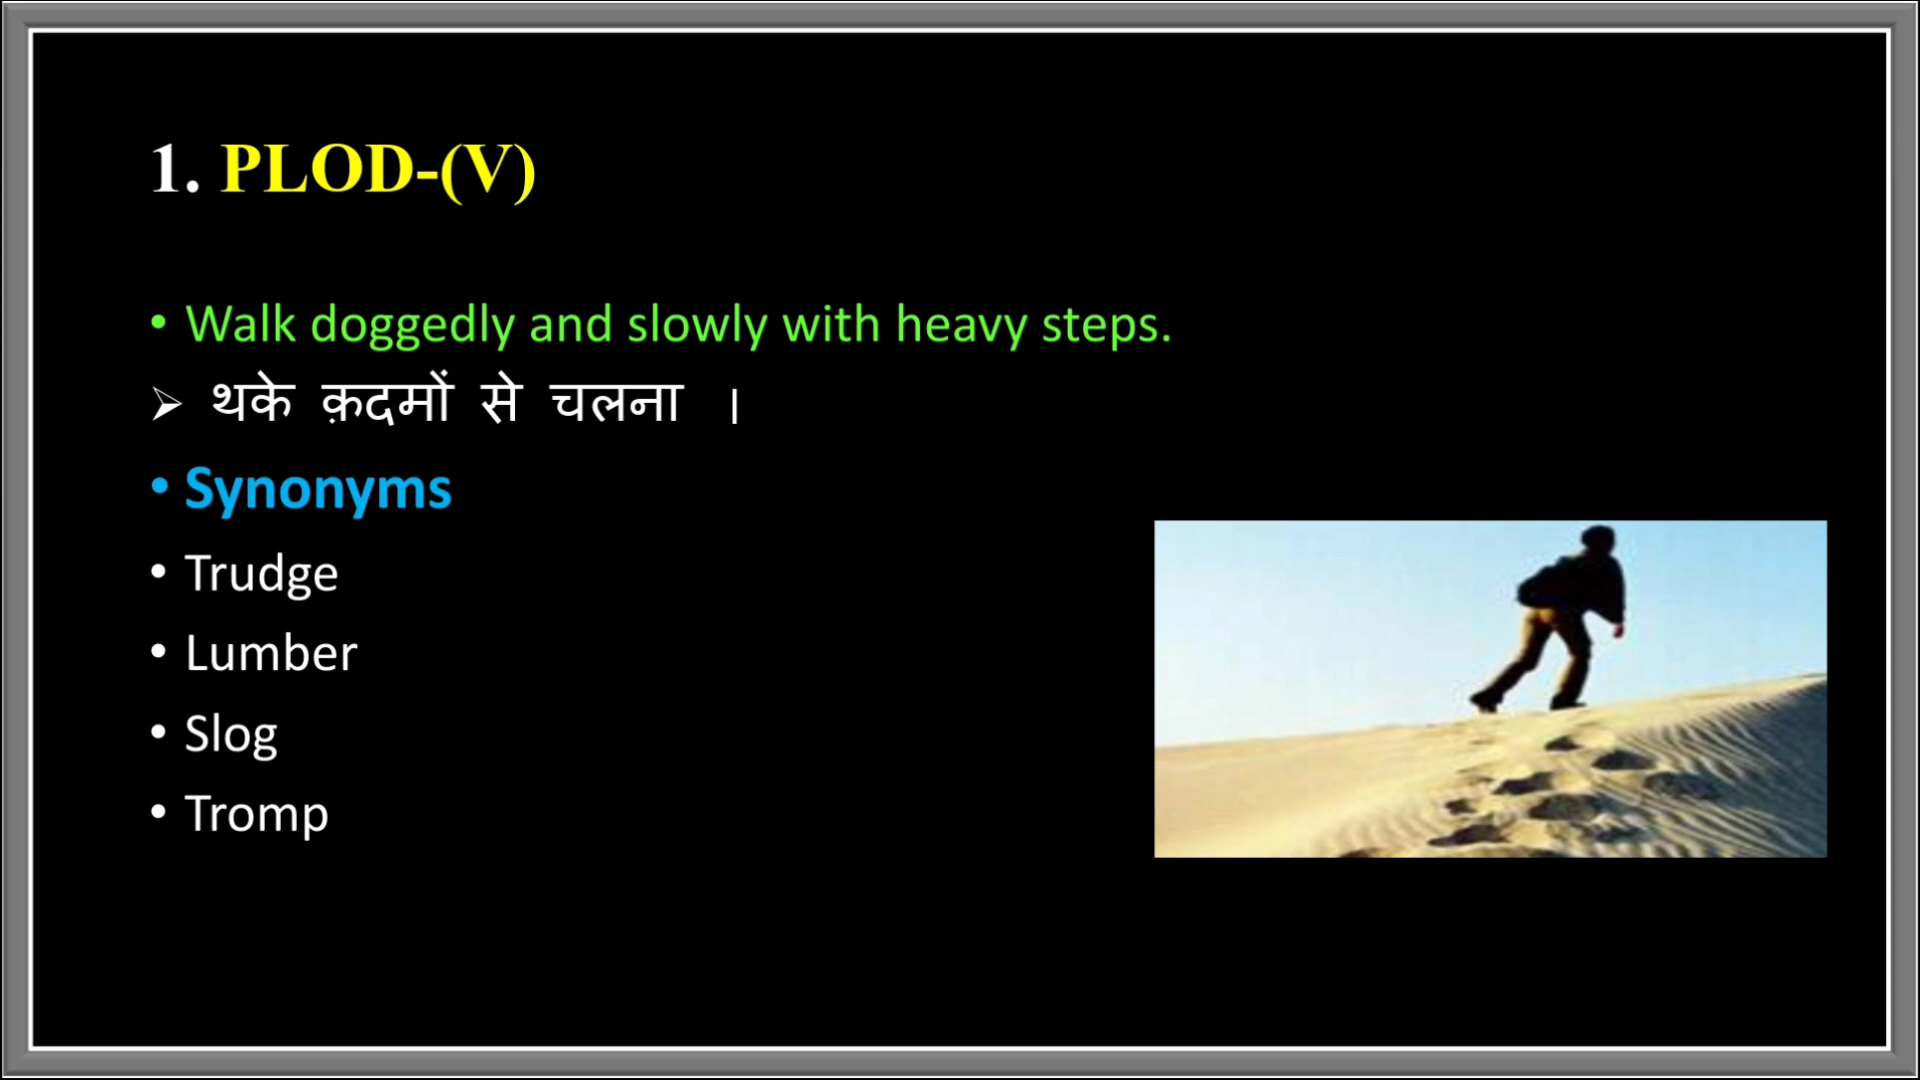 1. PLOD-(V)
• Walk doggedly and slowly with heavy steps.
➢ थके क़दमों से चलना ।
• Synonyms
• Trudge
• Lumber
• Slog
• Tromp